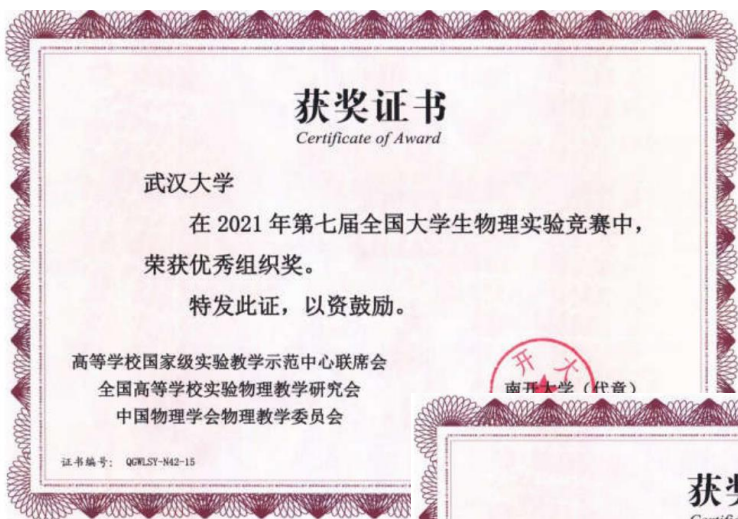 获奖证书
Certificate of Award
武汉大学
在 2021 年第七届全国大学生物理实验竞赛中，
荣获优秀组织奖。
特发此证，以资鼓励。
高等学校国家级实验教学示范中心联席会
全国高等学校实验物理教学研究会
中国物理学会物理教学委员会
开大
南开大学（代章）
证书编号： QGWLSY-N42-15
获奖